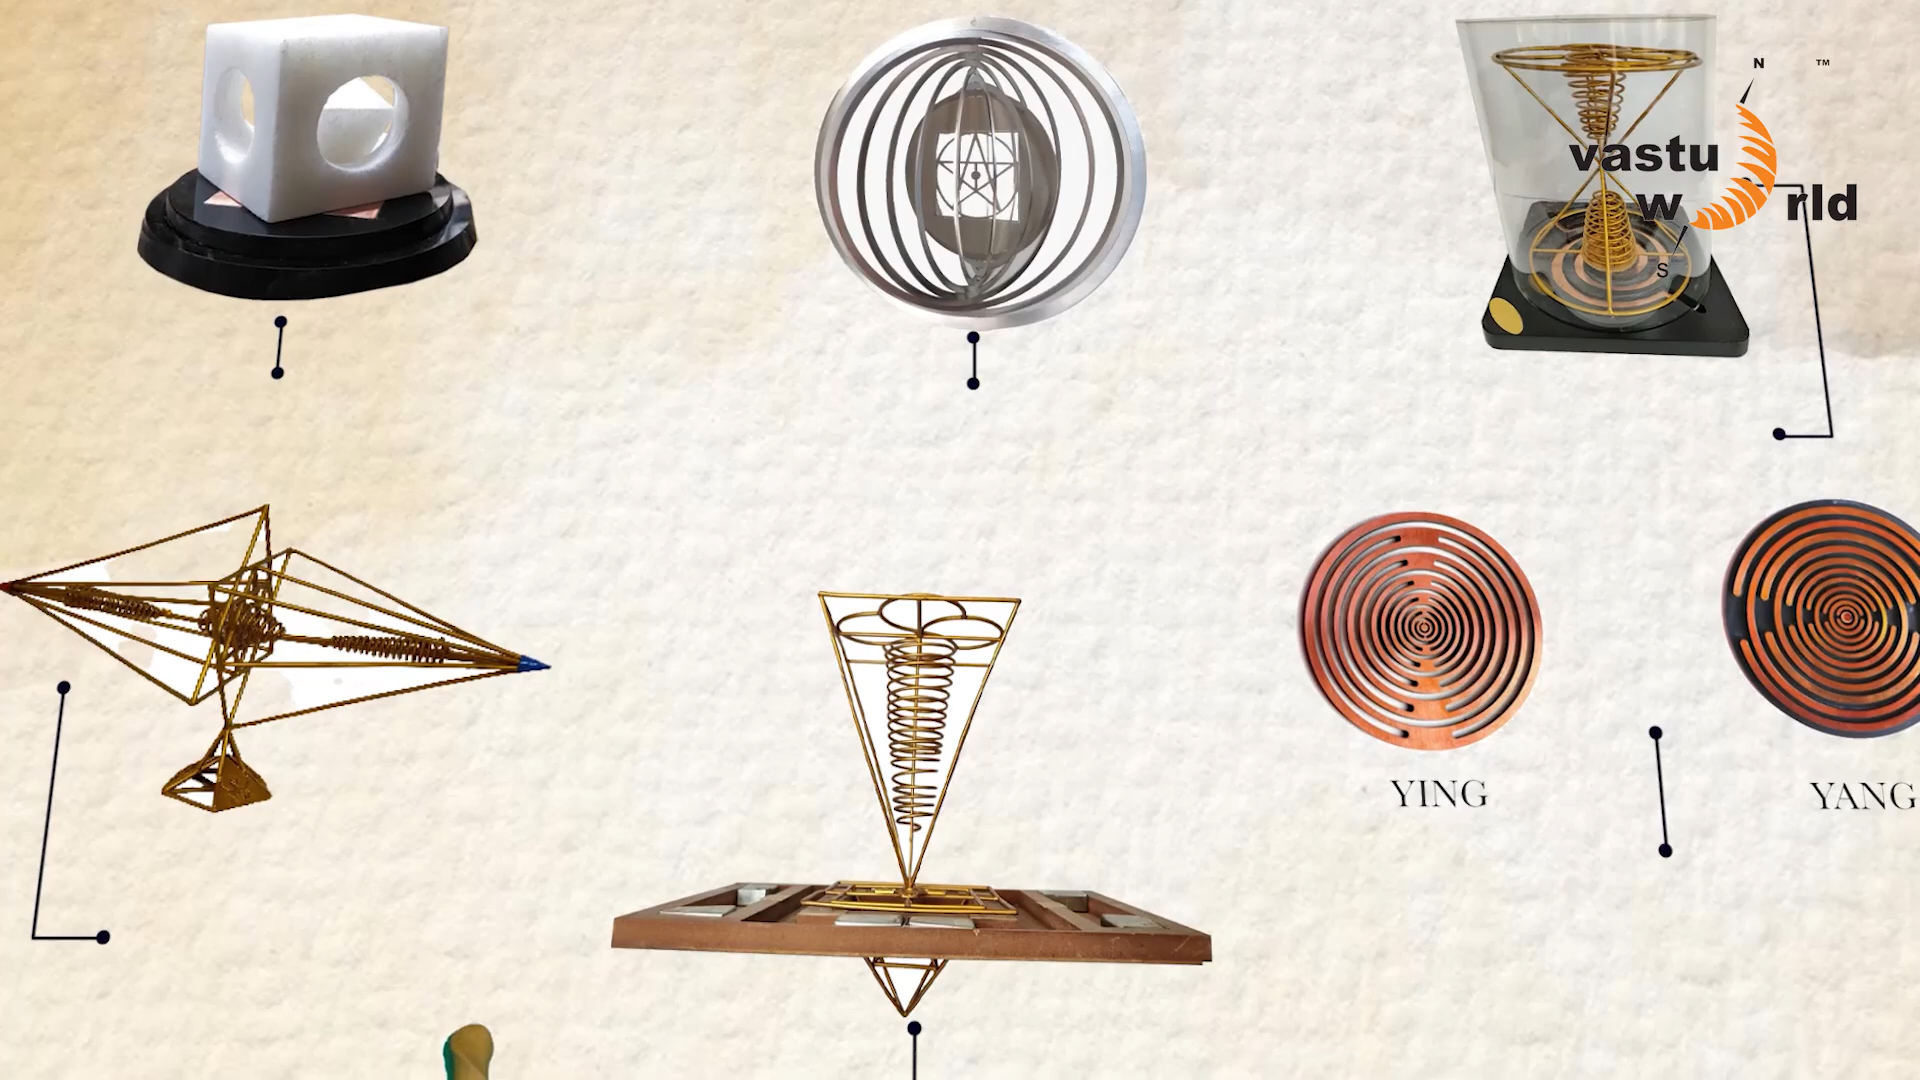 N ™
vastu
w rld
S
YING YANG